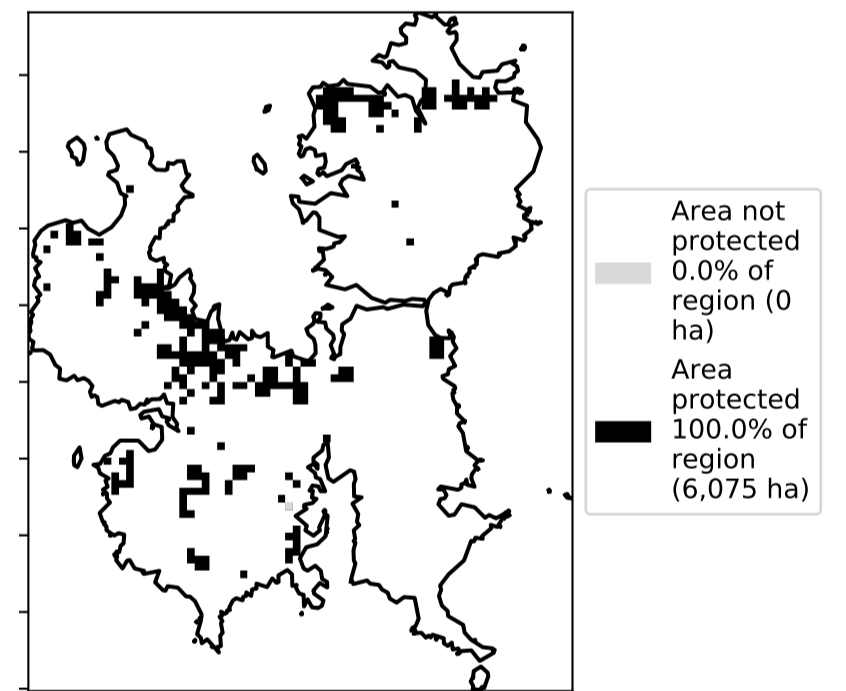 Area not
protected
0.0% of
region (0
ha)
Area
protected
100.0% of
region
(6,075 ha)